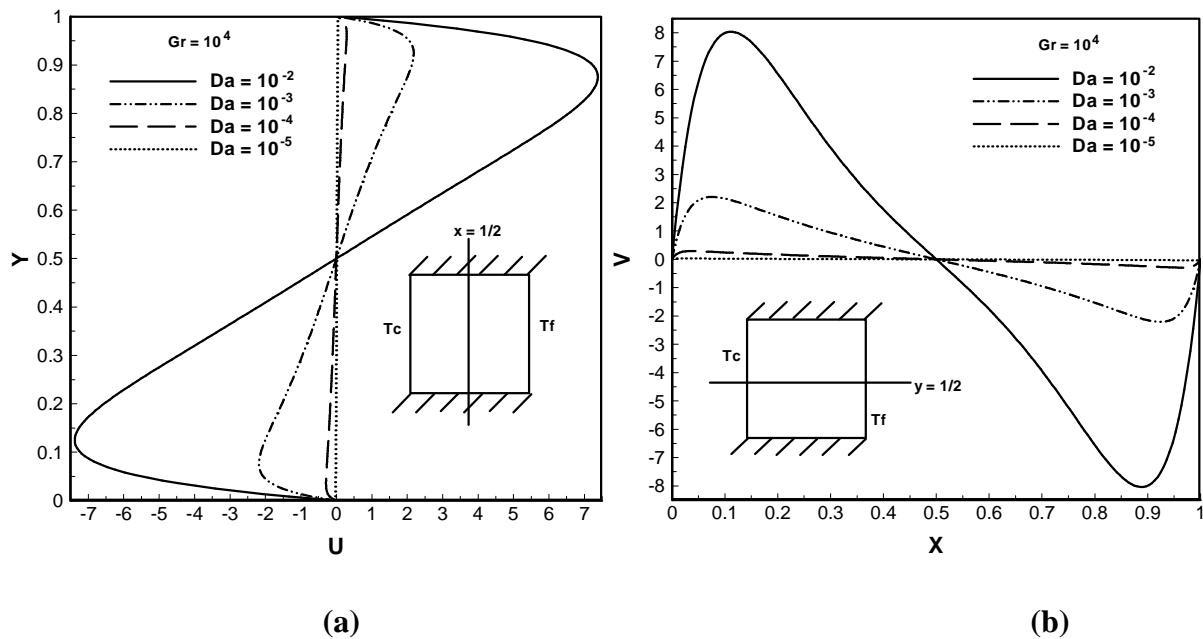 Gr = 10^4
Da = 10^-2
Da = 10^-3
Da = 10^-4
Da = 10^-5
1
0.9
0.8
0.7
0.6
0.5
0.4
0.3
0.2
0.1
0
Y
x = 1/2
Tc
Tf
-7 -6 -5 -4 -3 -2 -1 0 1 2 3 4 5 6 7
U
(a)
Gr = 10^4
Da = 10^-2
Da = 10^-3
Da = 10^-4
Da = 10^-5
8
7
6
5
4
3
2
1
0
-1
-2
-3
-4
-5
-6
-7
-8
V
Tc
y = 1/2
Tf
0 0.1 0.2 0.3 0.4 0.5 0.6 0.7 0.8 0.9 1
X
(b)